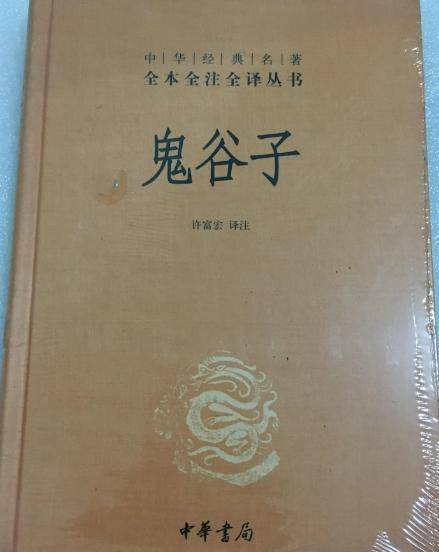 中华经典名著
全本全注全译丛书
鬼谷子
许富宏 译注
中華書局